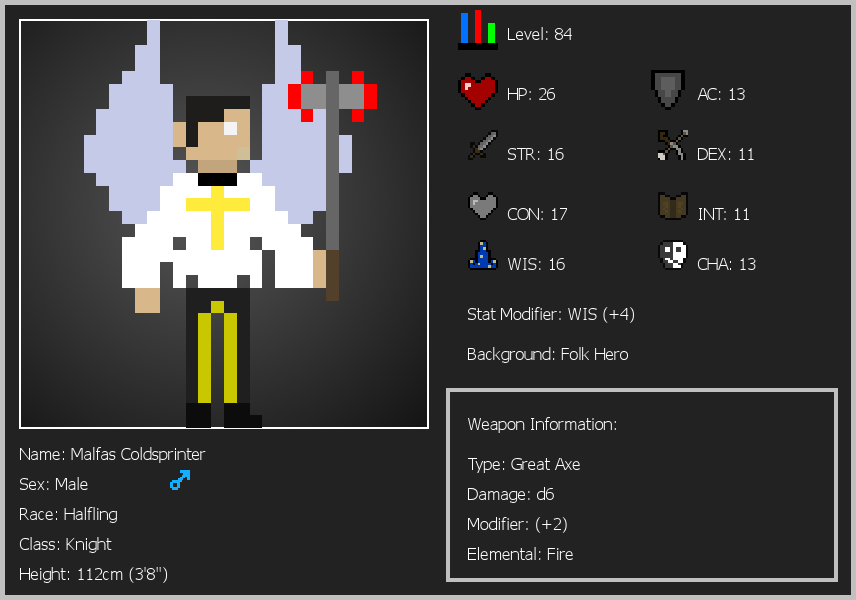 Level: 84
HP: 26
AC: 13
STR: 16
DEX: 11
CON: 17
INT: 11
WIS: 16
CHA: 13
Stat Modifier: WIS (+4)
Background: Folk Hero
Weapon Information:
Type: Great Axe
Damage: d6
Modifier: (+2)
Elemental: Fire
Name: Malfas Coldsprinter
Sex: Male
Race: Halfling
Class: Knight
Height: 112cm (3'8")